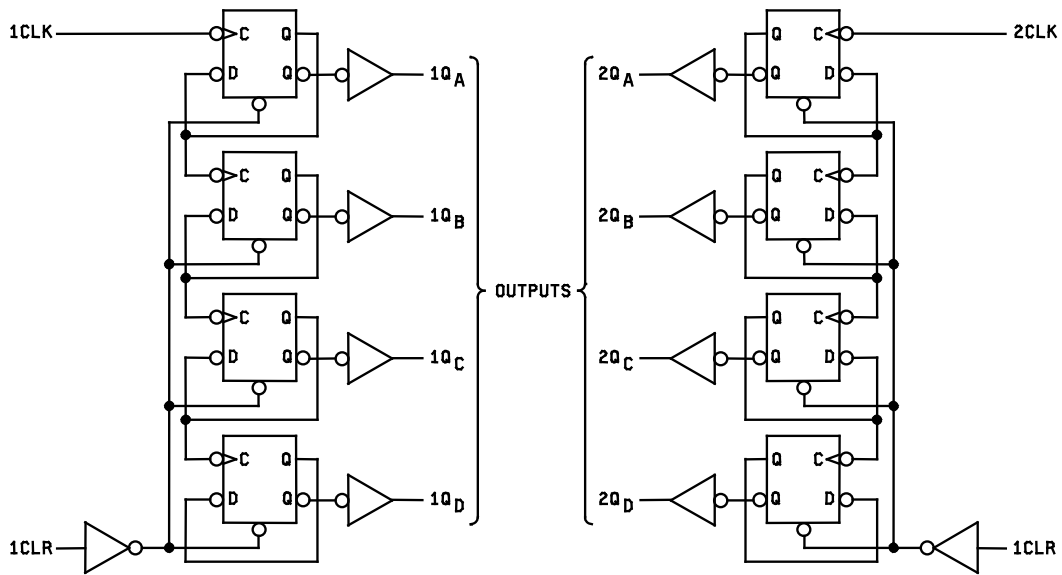 1CLK C Q Q C 2CLK
D Q 1QA 2QA Q D
C Q Q C
D Q 1QB 2QB Q D
OUTPUTS
C Q Q C
D Q 1QC 2QC Q D
C Q Q C
D Q 1QD 2QD Q D
1CLR 1CLR